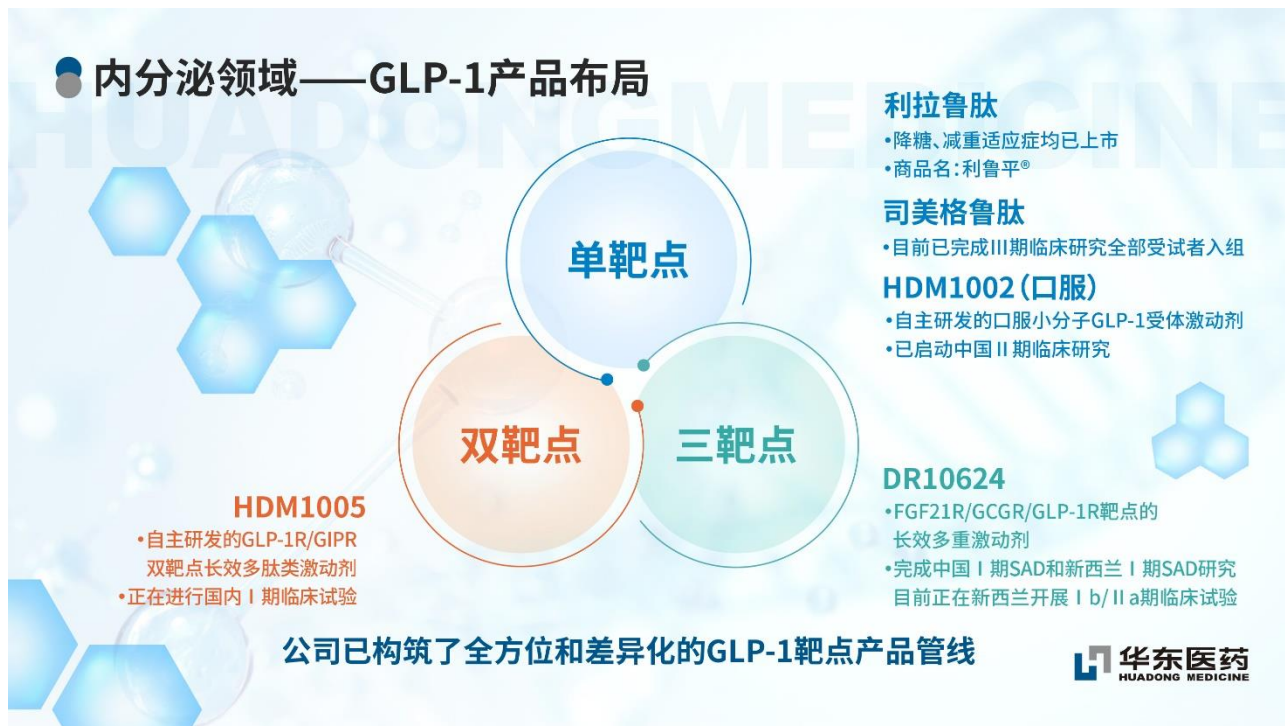 内分泌领域——GLP-1产品布局
HUADONG MEDICINE
利拉鲁肽
•降糖、减重适应症均已上市
•商品名：利鲁平®
司美格鲁肽
•目前已完成III期临床研究全部受试者入组
HDM1002（口服）
•自主研发的口服小分子GLP-1受体激动剂
•已启动中国II期临床研究
单靶点
双靶点
三靶点
HDM1005
•自主研发的GLP-1R/GIPR
双靶点长效多肽类激动剂
•正在进行国内I期临床试验
DR10624
•FGF21R/GCGR/GLP-1R靶点的
长效多重激动剂
•完成中国I期SAD和新西兰I期SAD研究
目前正在新西兰开展Ib/IIa期临床试验
公司已构筑了全方位和差异化的GLP-1靶点产品管线
华东医药
HUADONG MEDICINE